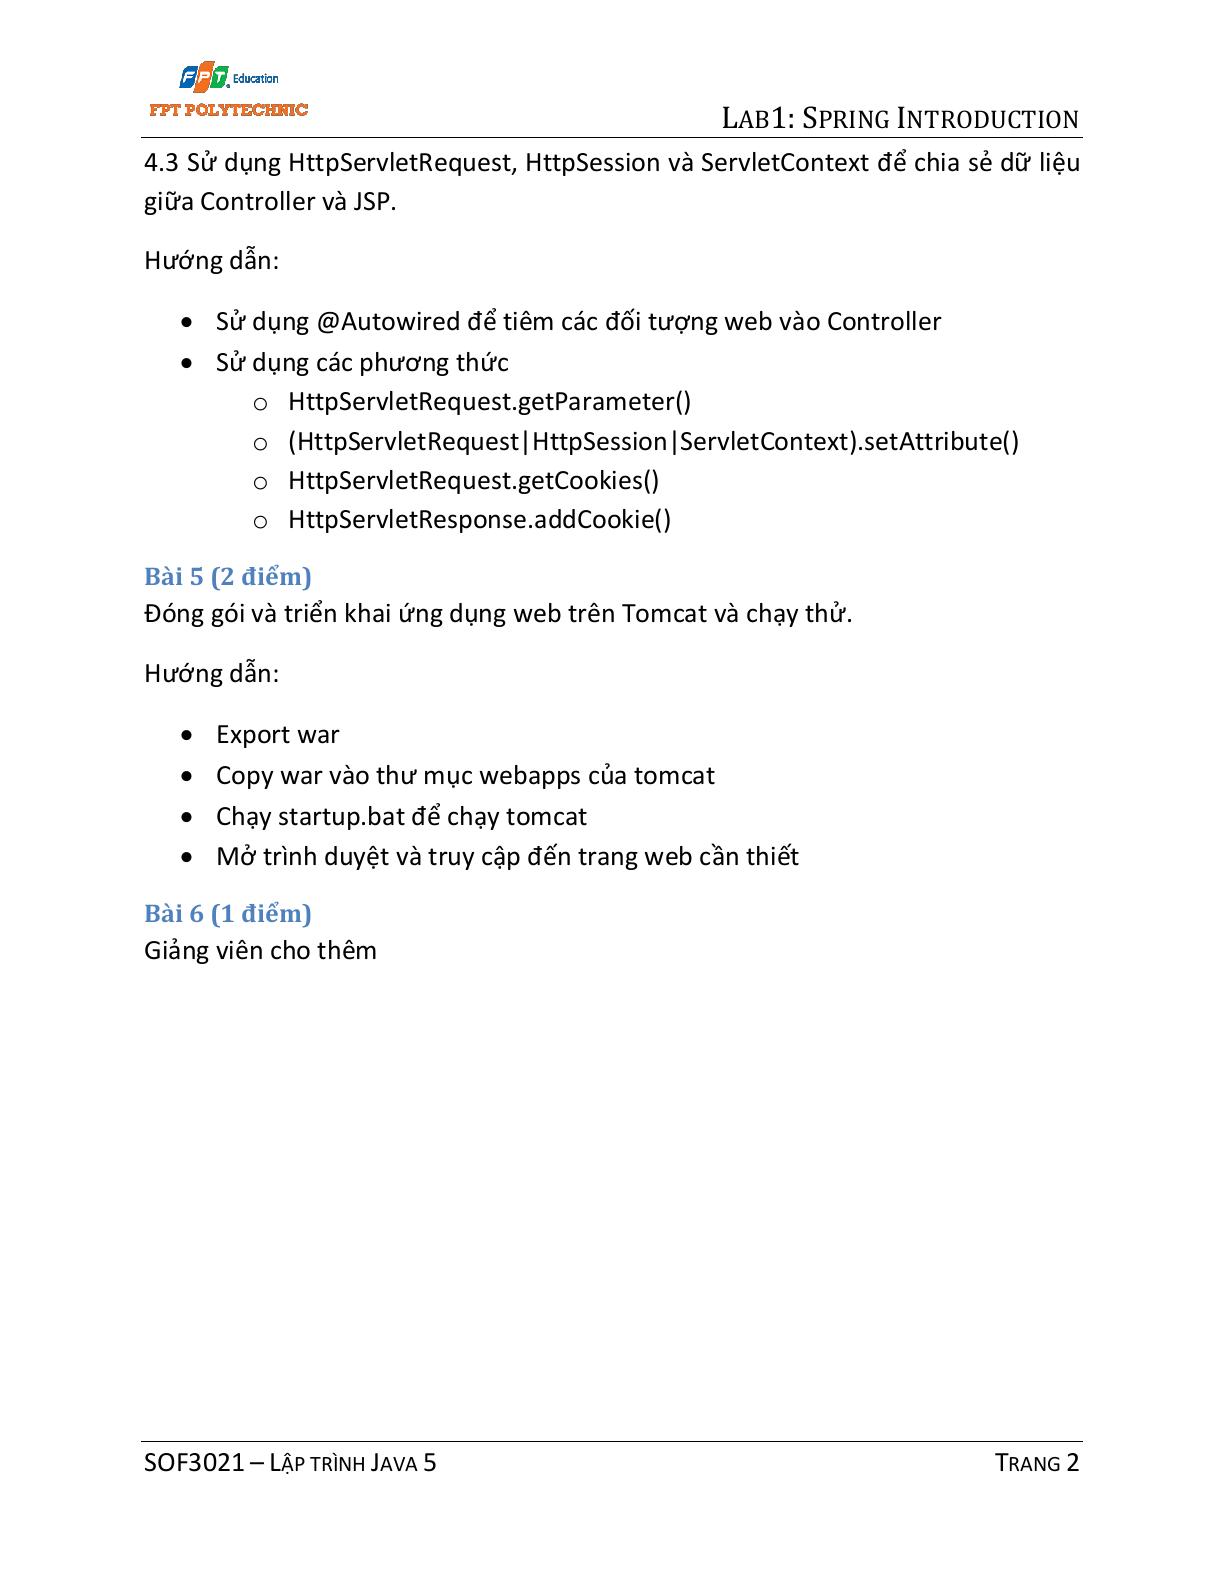 FPT Education
FPT POLYTECHNIC
LAB1: SPRING INTRODUCTION
4.3 Sử dụng HttpServletRequest, HttpSession và ServletContext để chia sẻ dữ liệu
giữa Controller và JSP.
Hướng dẫn:
• Sử dụng @Autowired để tiêm các đối tượng web vào Controller
• Sử dụng các phương thức
o HttpServletRequest.getParameter()
o (HttpServletRequest|HttpSession|ServletContext).setAttribute()
o HttpServletRequest.getCookies()
o HttpServletResponse.addCookie()
Bài 5 (2 điểm)
Đóng gói và triển khai ứng dụng web trên Tomcat và chạy thử.
Hướng dẫn:
• Export war
• Copy war vào thư mục webapps của tomcat
• Chạy startup.bat để chạy tomcat
• Mở trình duyệt và truy cập đến trang web cần thiết
Bài 6 (1 điểm)
Giảng viên cho thêm
SOF3021 – LẬP TRÌNH JAVA 5
TRANG 2